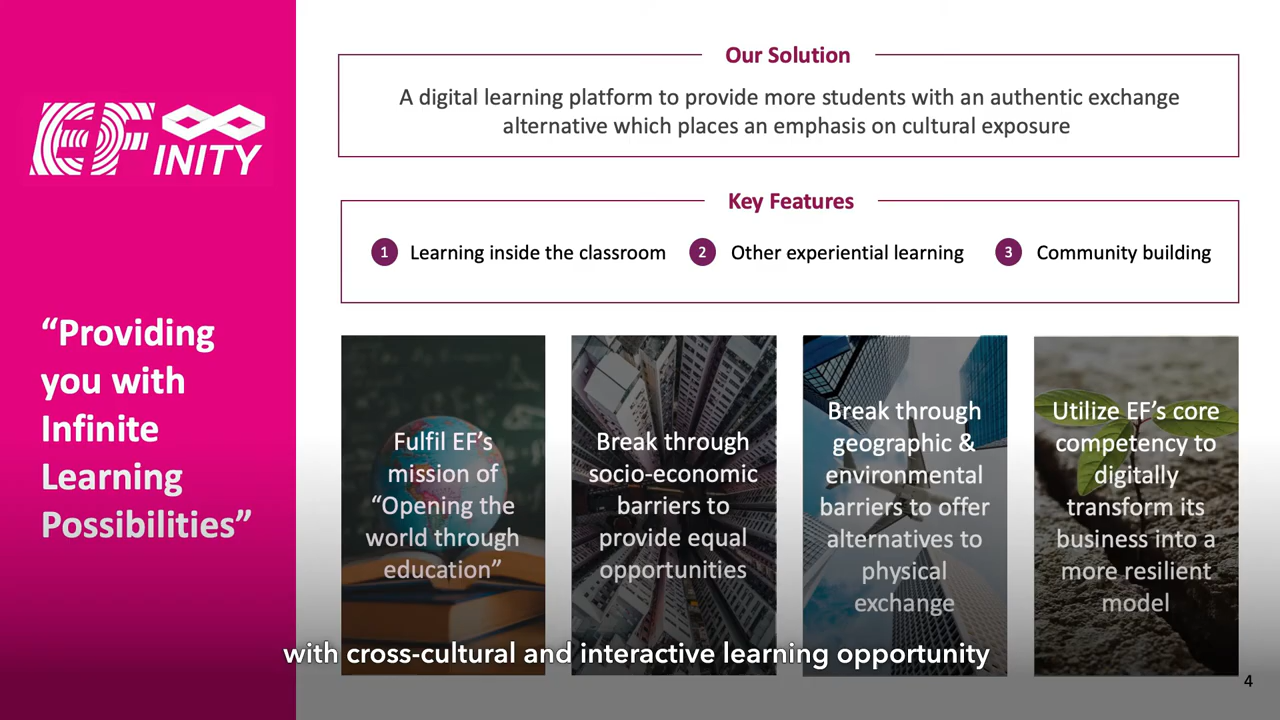 EF
INITY
“Providing
you with
Infinite
Learning
Possibilities”
Our Solution
A digital learning platform to provide more students with an authentic exchange
alternative which places an emphasis on cultural exposure
Key Features
1 Learning inside the classroom
2 Other experiential learning
3 Community building
Fulfil EF’s
mission of
“Opening the
world through
education”
Break through
socio-economic
barriers to
provide equal
opportunities
Break through
geographic &
environmental
barriers to offer
alternatives to
physical
exchange
Utilize EF’s core
competency to
digitally
transform its
business into a
more resilient
model
with cross-cultural and interactive learning opportunity
4